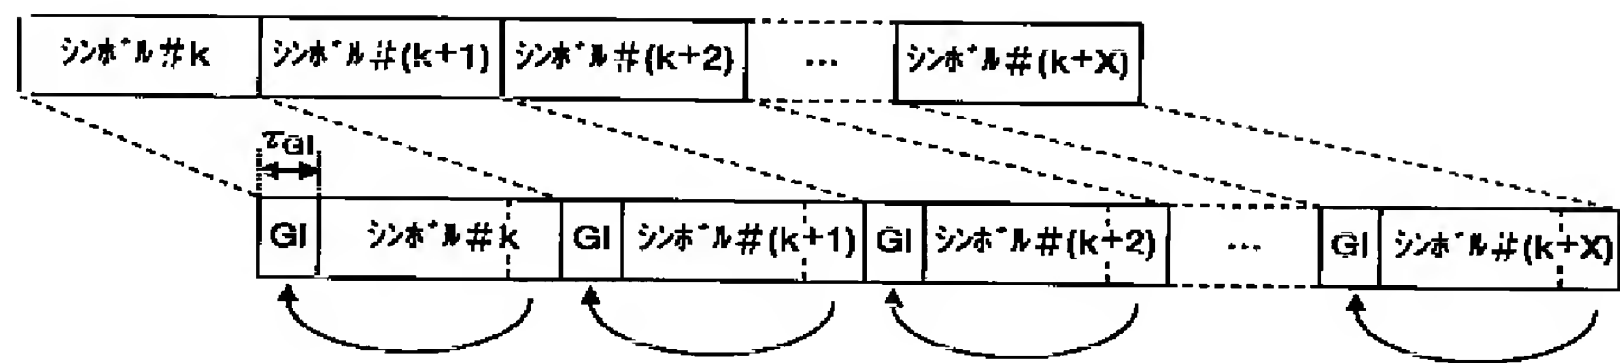 ｼﾝﾎﾞﾙ#k ｼﾝﾎﾞﾙ#(k+1) ｼﾝﾎﾞﾙ#(k+2) ... ｼﾝﾎﾞﾙ#(k+X)
τGI
GI ｼﾝﾎﾞﾙ#k GI ｼﾝﾎﾞﾙ#(k+1) GI ｼﾝﾎﾞﾙ#(k+2) ... GI ｼﾝﾎﾞﾙ#(k+X)